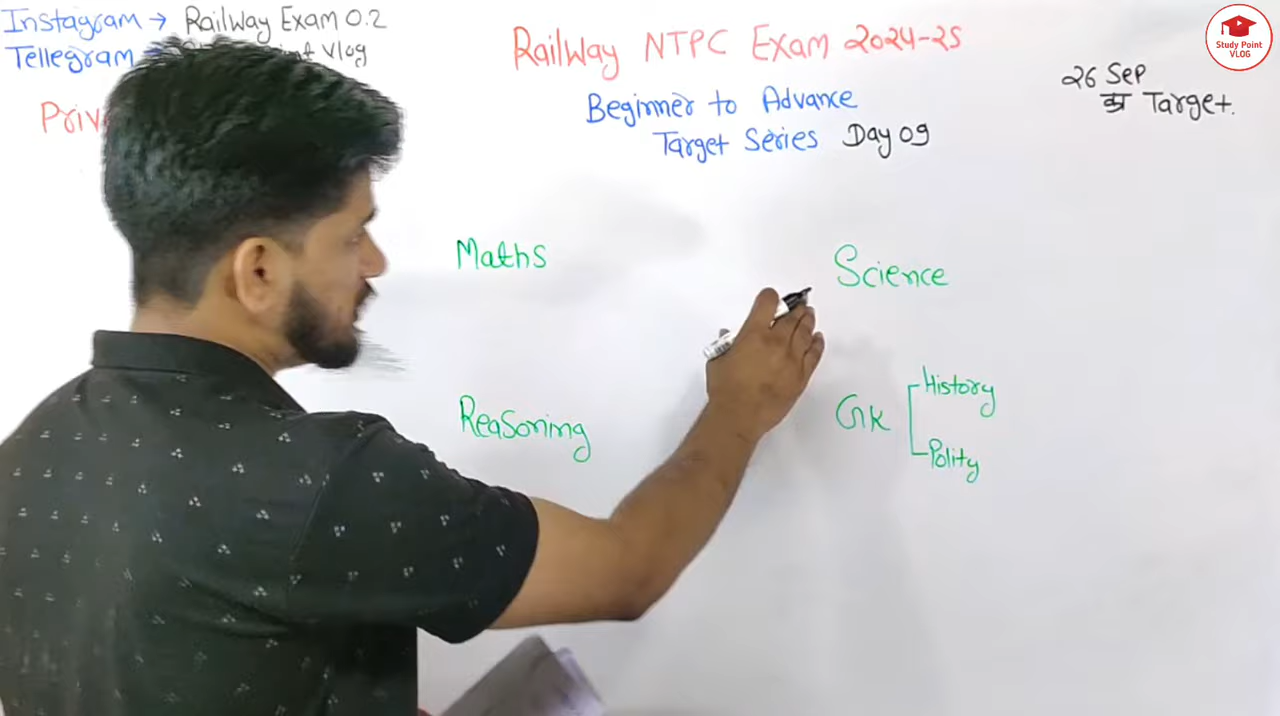 Instagram → Railway Exam 0.2
Tellegram Vlog
Railway NTPC Exam 2024-25
Study Point
VLOG
26 Sep
का Target.
Beginner to Advance
Target Series Day 09
Maths
Science
Reasoning
GK
History
Polity